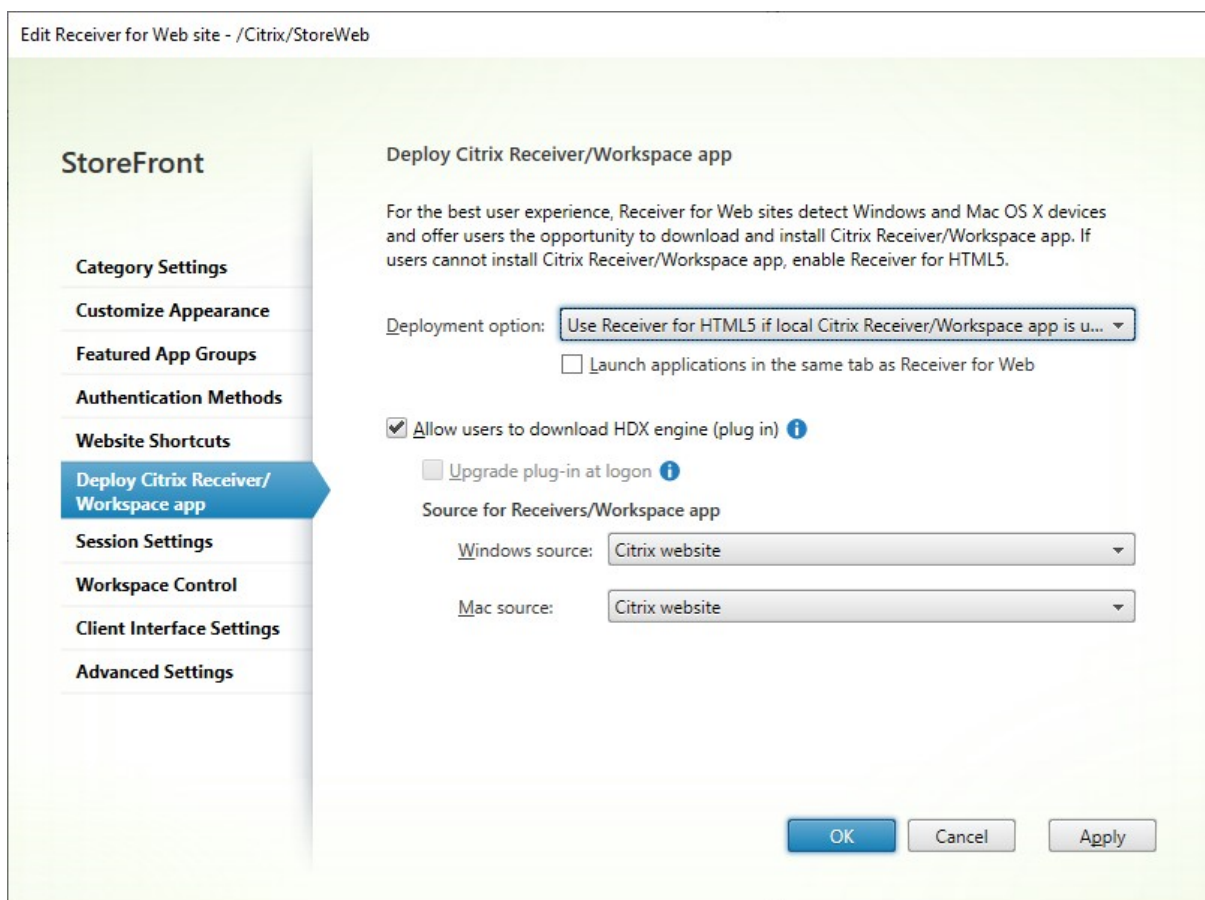 Edit Receiver for Web site - /Citrix/StoreWeb
StoreFront
Category Settings
Customize Appearance
Featured App Groups
Authentication Methods
Website Shortcuts
Deploy Citrix Receiver/
Workspace app
Session Settings
Workspace Control
Client Interface Settings
Advanced Settings
Deploy Citrix Receiver/Workspace app
For the best user experience, Receiver for Web sites detect Windows and Mac OS X devices
and offer users the opportunity to download and install Citrix Receiver/Workspace app. If
users cannot install Citrix Receiver/Workspace app, enable Receiver for HTML5.
Deployment option: Use Receiver for HTML5 if local Citrix Receiver/Workspace app is u...
Launch applications in the same tab as Receiver for Web
Allow users to download HDX engine (plug in)
Upgrade plug-in at logon
Source for Receivers/Workspace app
Windows source: Citrix website
Mac source: Citrix website
OK Cancel Apply